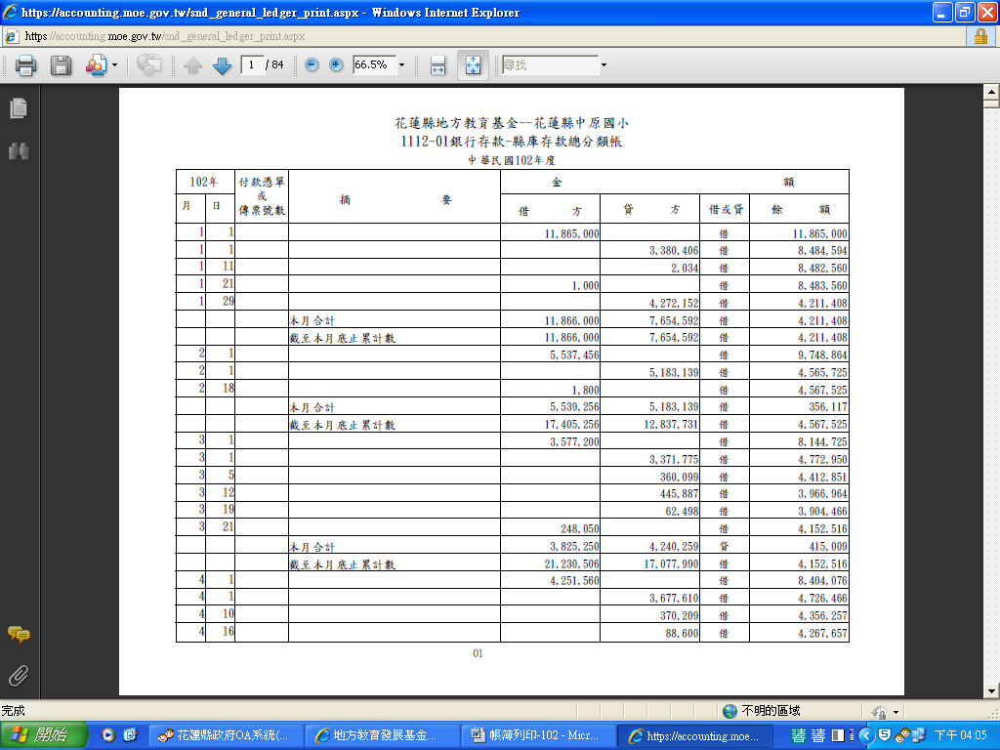 https://accounting.moe.gov.tw/snd_general_ledger_print.aspx - Windows Internet Explorer
https://accounting.moe.gov.tw/snd_general_ledger_print.aspx
1 / 84 66.5% 尋找
花蓮縣地方教育基金--花蓮縣中原國小
1112-01銀行存款-縣庫存款總分類帳
中華民國102年度
102年 付款憑單或傳票號數 摘 要 金 額
月 日 借 方 貸 方 借或貸 餘 額
1 1 11,865,000 借 11,865,000
1 1 3,380,406 借 8,484,594
1 11 2,034 借 8,482,560
1 21 1,000 借 8,483,560
1 29 4,272,152 借 4,211,408
本月合計 11,866,000 7,654,592 借 4,211,408
截至本月底止累計數 11,866,000 7,654,592 借 4,211,408
2 1 5,537,456 借 9,748,864
2 1 5,183,139 借 4,565,725
2 18 1,800 借 4,567,525
本月合計 5,539,256 5,183,139 借 356,117
截至本月底止累計數 17,405,256 12,837,731 借 4,567,525
3 1 3,577,200 借 8,144,725
3 1 3,371,775 借 4,772,950
3 5 360,099 借 4,412,851
3 12 445,887 借 3,966,964
3 19 62,498 借 3,904,466
3 21 248,050 借 4,152,516
本月合計 3,825,250 4,240,259 貸 415,009
截至本月底止累計數 21,230,506 17,077,990 借 4,152,516
4 1 4,251,560 借 8,404,076
4 1 3,677,610 借 4,726,466
4 10 370,209 借 4,356,257
4 16 88,600 借 4,267,657
01
完成 不明的區域
開始 花蓮縣政府OA系統(... 地方教育發展基金... 帳簿列印-102 - Micr... https://accounting.moe... 下午 04:05